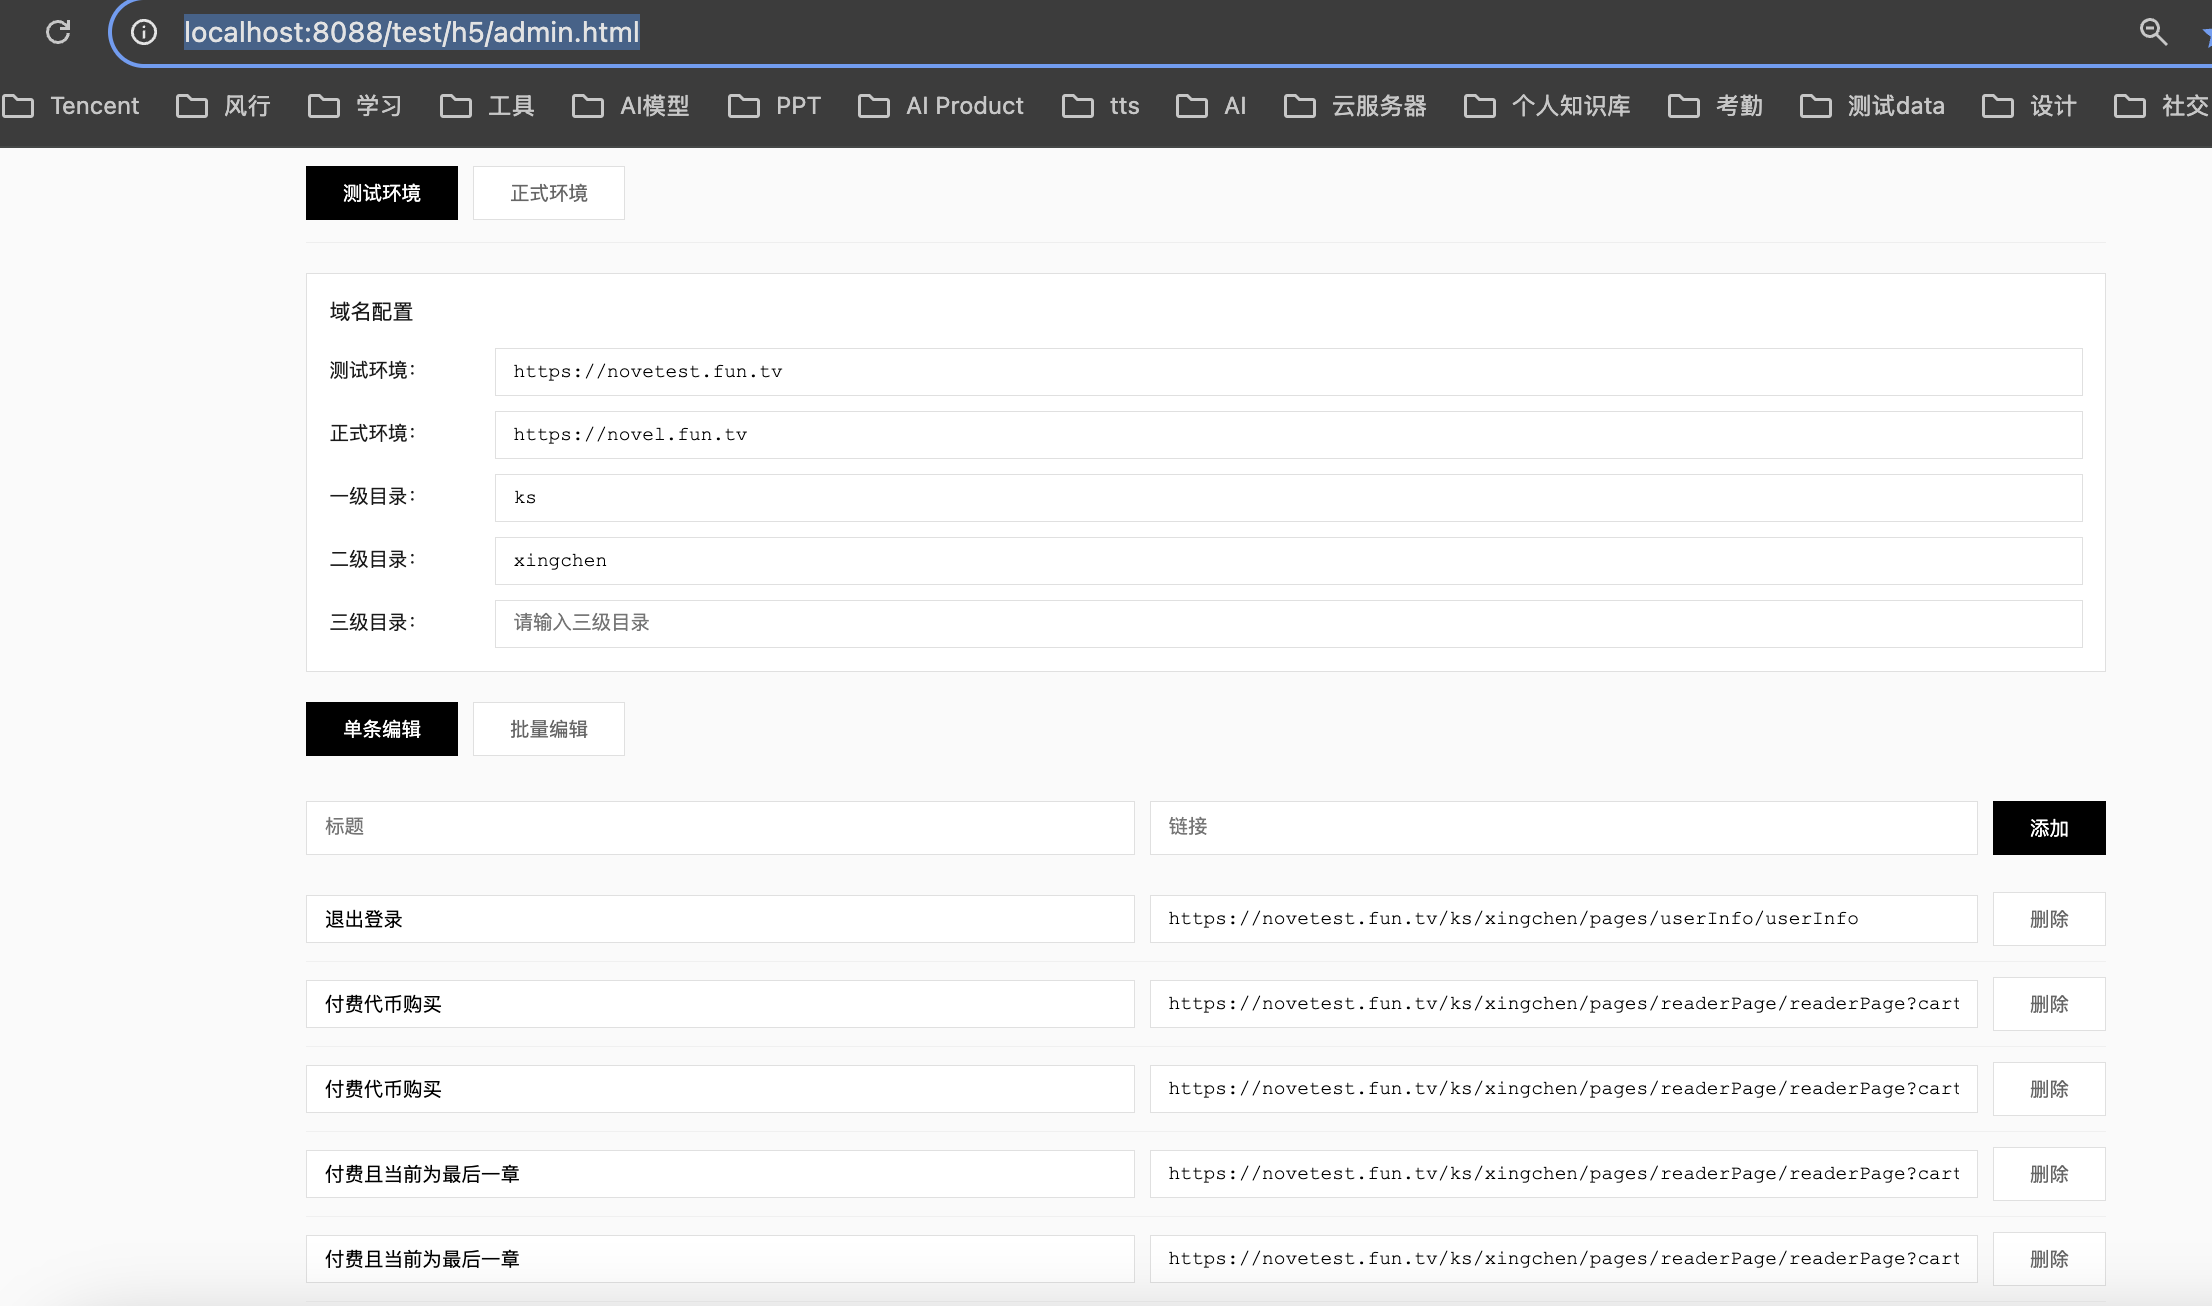 localhost:8088/test/h5/admin.html
Tencent 风行 学习 工具 AI模型 PPT AI Product tts AI 云服务器 个人知识库 考勤 测试data 设计 社交
测试环境 正式环境
域名配置
测试环境: https://novetest.fun.tv
正式环境: https://novel.fun.tv
一级目录: ks
二级目录: xingchen
三级目录: 请输入三级目录
单条编辑 批量编辑
标题 链接 添加
退出登录 https://novetest.fun.tv/ks/xingchen/pages/userInfo/userInfo 删除
付费代币购买 https://novetest.fun.tv/ks/xingchen/pages/readerPage/readerPage?cart 删除
付费代币购买 https://novetest.fun.tv/ks/xingchen/pages/readerPage/readerPage?cart 删除
付费且当前为最后一章 https://novetest.fun.tv/ks/xingchen/pages/readerPage/readerPage?cart 删除
付费且当前为最后一章 https://novetest.fun.tv/ks/xingchen/pages/readerPage/readerPage?cart 删除